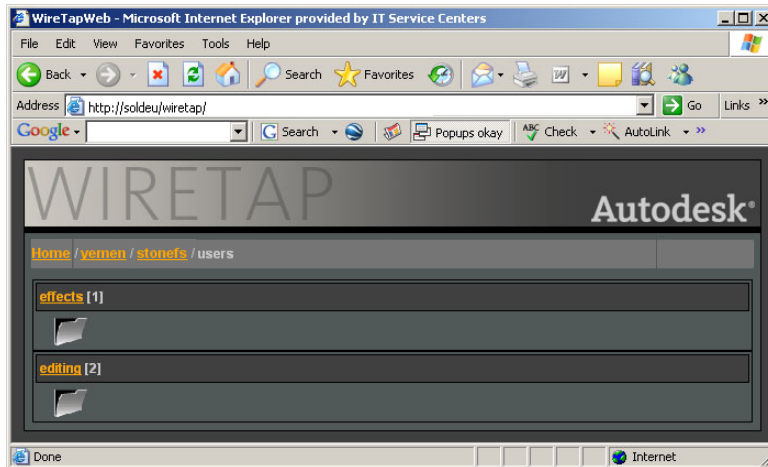 WireTapWeb - Microsoft Internet Explorer provided by IT Service Centers
File Edit View Favorites Tools Help
Back Search Favorites
Address http://soldeu/wiretap/ Go Links »
Google Search Popups okay ABC Check AutoLink »
WIRETAP Autodesk®
Home / yemen / stonefs / users
effects [1]
editing [2]
Done Internet